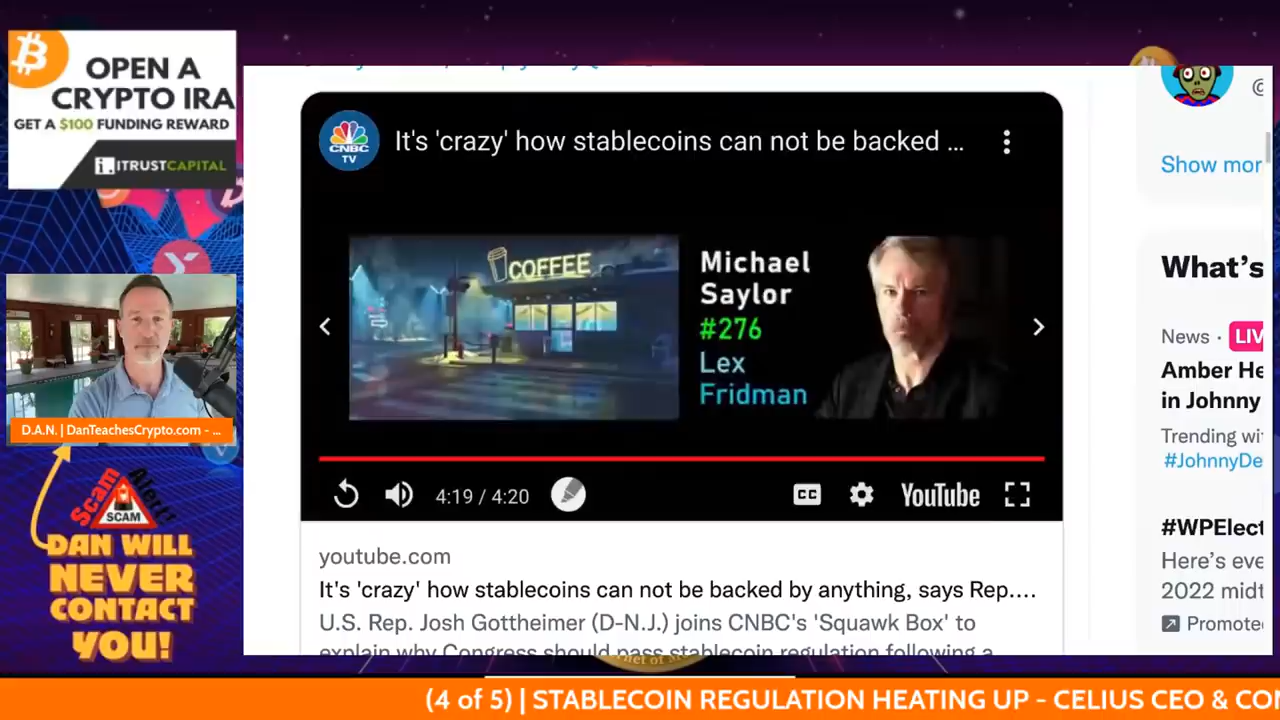 OPEN A
CRYPTO IRA
GET A $100 FUNDING REWARD
i. ITRUSTCAPITAL
D.A.N. | DanTeachesCrypto.com - ...
Scam Alert!
SCAM
DAN WILL
NEVER
CONTACT
YOU!
CNBC
TV
It's 'crazy' how stablecoins can not be backed ...
COFFEE
Michael
Saylor
#276
Lex
Fridman
4:19 / 4:20
CC
YouTube
youtube.com
It's 'crazy' how stablecoins can not be backed by anything, says Rep....
U.S. Rep. Josh Gottheimer (D-N.J.) joins CNBC's 'Squawk Box' to
explain why Congress should pass stablecoin regulation following a
Show mor
What's
News · LIV
Amber He
in Johnny
Trending wi
#JohnnyDe
#WPElect
Here's eve
2022 midt
Promote
(4 of 5) | STABLECOIN REGULATION HEATING UP - CELIUS CEO & CO